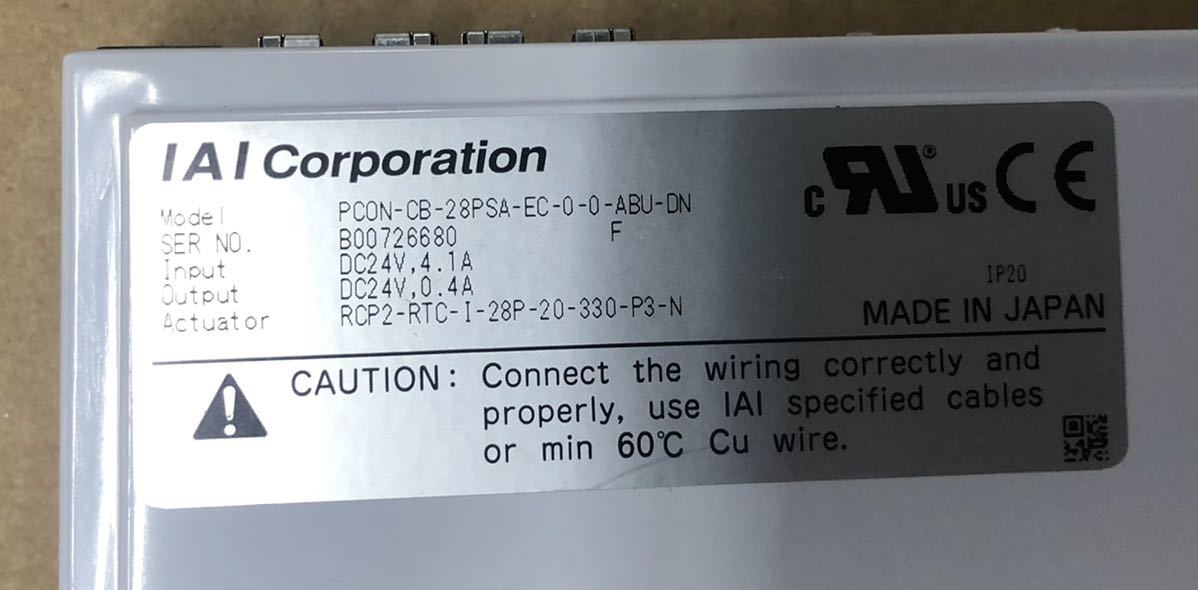 IAI Corporation
Model PCON-CB-28PSA-EC-0-0-ABU-DN
SER NO. B00726680 F
Input DC24V,4.1A
Output DC24V,0.4A
Actuator RCP2-RTC-I-28P-20-330-P3-N
c RU® US CE
IP20
MADE IN JAPAN
CAUTION: Connect the wiring correctly and
properly, use IAI specified cables
or min 60℃ Cu wire.